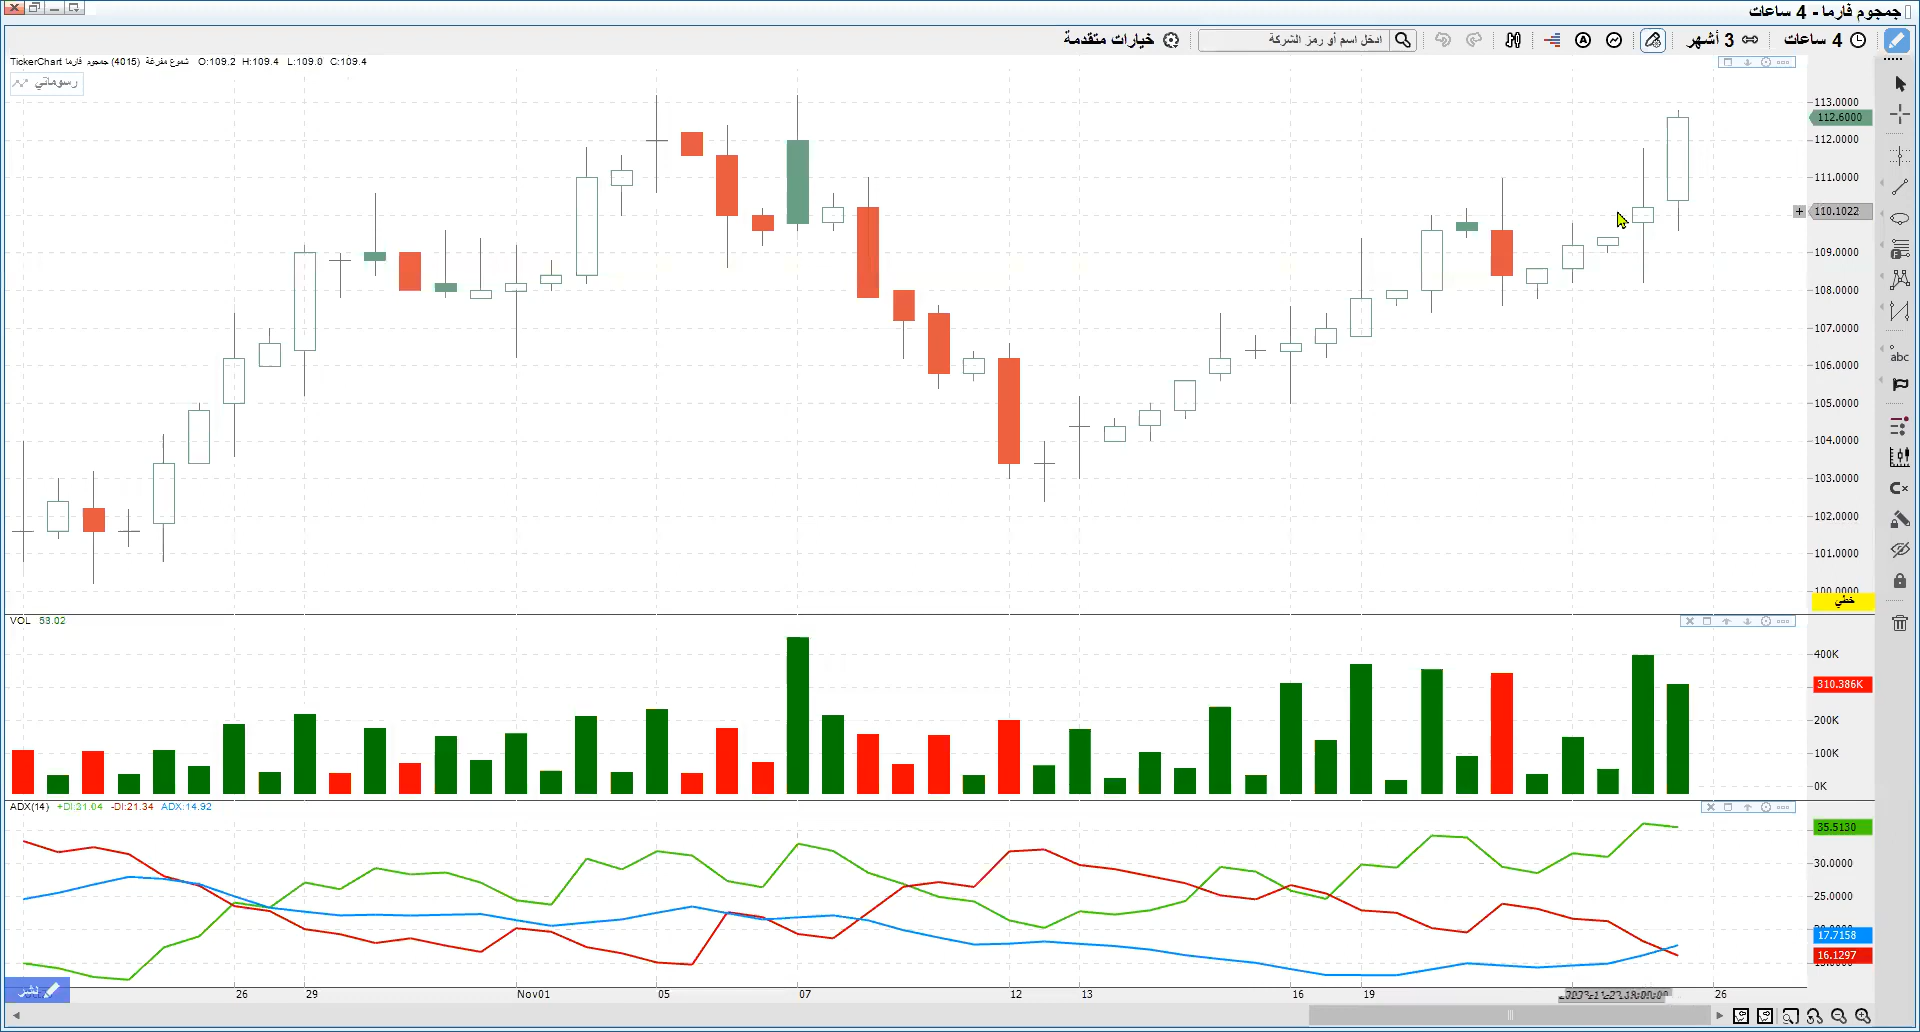 جمجوم فارما - 4 ساعات
4 ساعات
3 أشهر
ادخل اسم أو رمز الشركة
خيارات متقدمة
TickerChart جمجوم فارما (4015) شموع مفرغة O:109.2 H:109.4 L:109.0 C:109.4
رسوماتي
113.0000
112.6000
112.0000
111.0000
110.1022
109.0000
108.0000
107.0000
106.0000
105.0000
104.0000
103.0000
102.0000
101.0000
100.0000
خطي
abc
VOL 53.02
400K
310.386K
200K
100K
0K
ADX(14) +DI:31.04 -DI:21.34 ADX:14.92
35.5130
30.0000
25.0000
17.7158
16.1297
نشر
26 29 Nov01 05 07 12 13 16 19 26